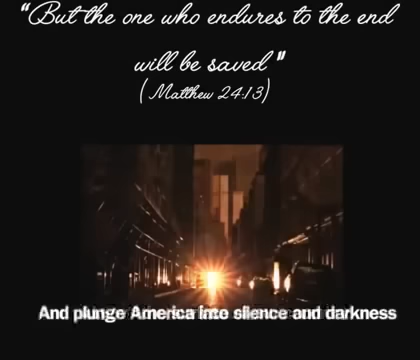 "But the one who endures to the end
will be saved"
(Matthew 24:13)
And plunge America into silence and darkness